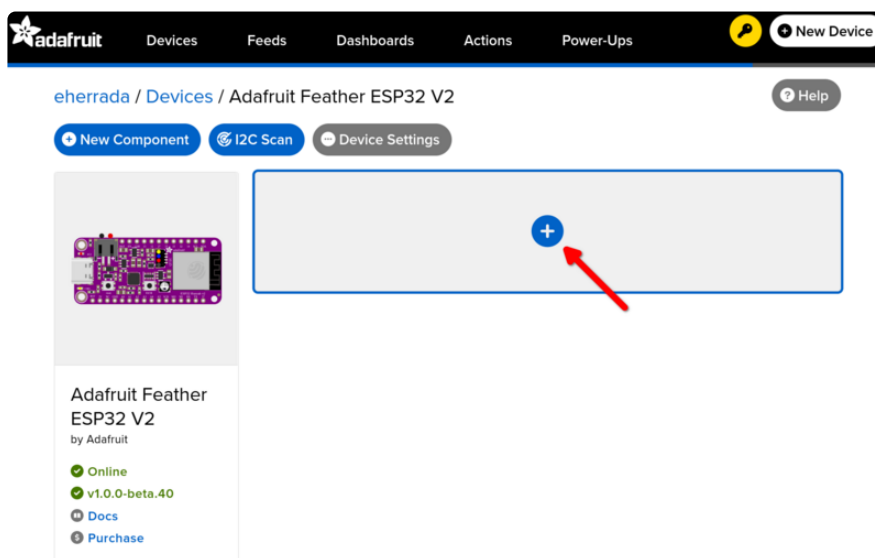 adafruit Devices Feeds Dashboards Actions Power-Ups New Device
eherrada / Devices / Adafruit Feather ESP32 V2 Help
New Component I2C Scan Device Settings
Adafruit Feather
ESP32 V2
by Adafruit
Online
v1.0.0-beta.40
Docs
Purchase